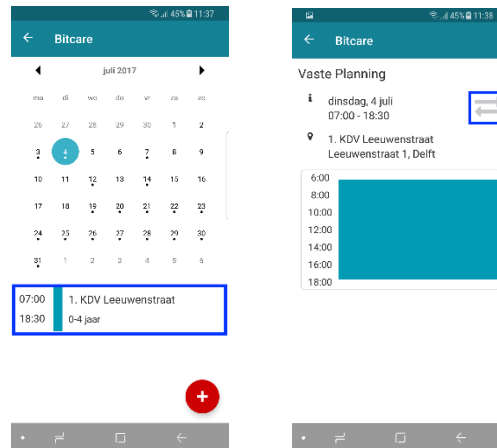 45% 11:37
Bitcare
juli 2017
ma di wo do vr za zo
26 27 28 29 30 1 2
3 4 5 6 7 8 9
10 11 12 13 14 15 16
17 18 19 20 21 22 23
24 25 26 27 28 29 30
31 1 2 3 4 5 6
07:00 1. KDV Leeuwenstraat
18:30 0-4 jaar
+
45% 11:38
Bitcare
Vaste Planning
i dinsdag, 4 juli
07:00 - 18:30
1. KDV Leeuwenstraat
Leeuwenstraat 1, Delft
6:00
8:00
10:00
12:00
14:00
16:00
18:00